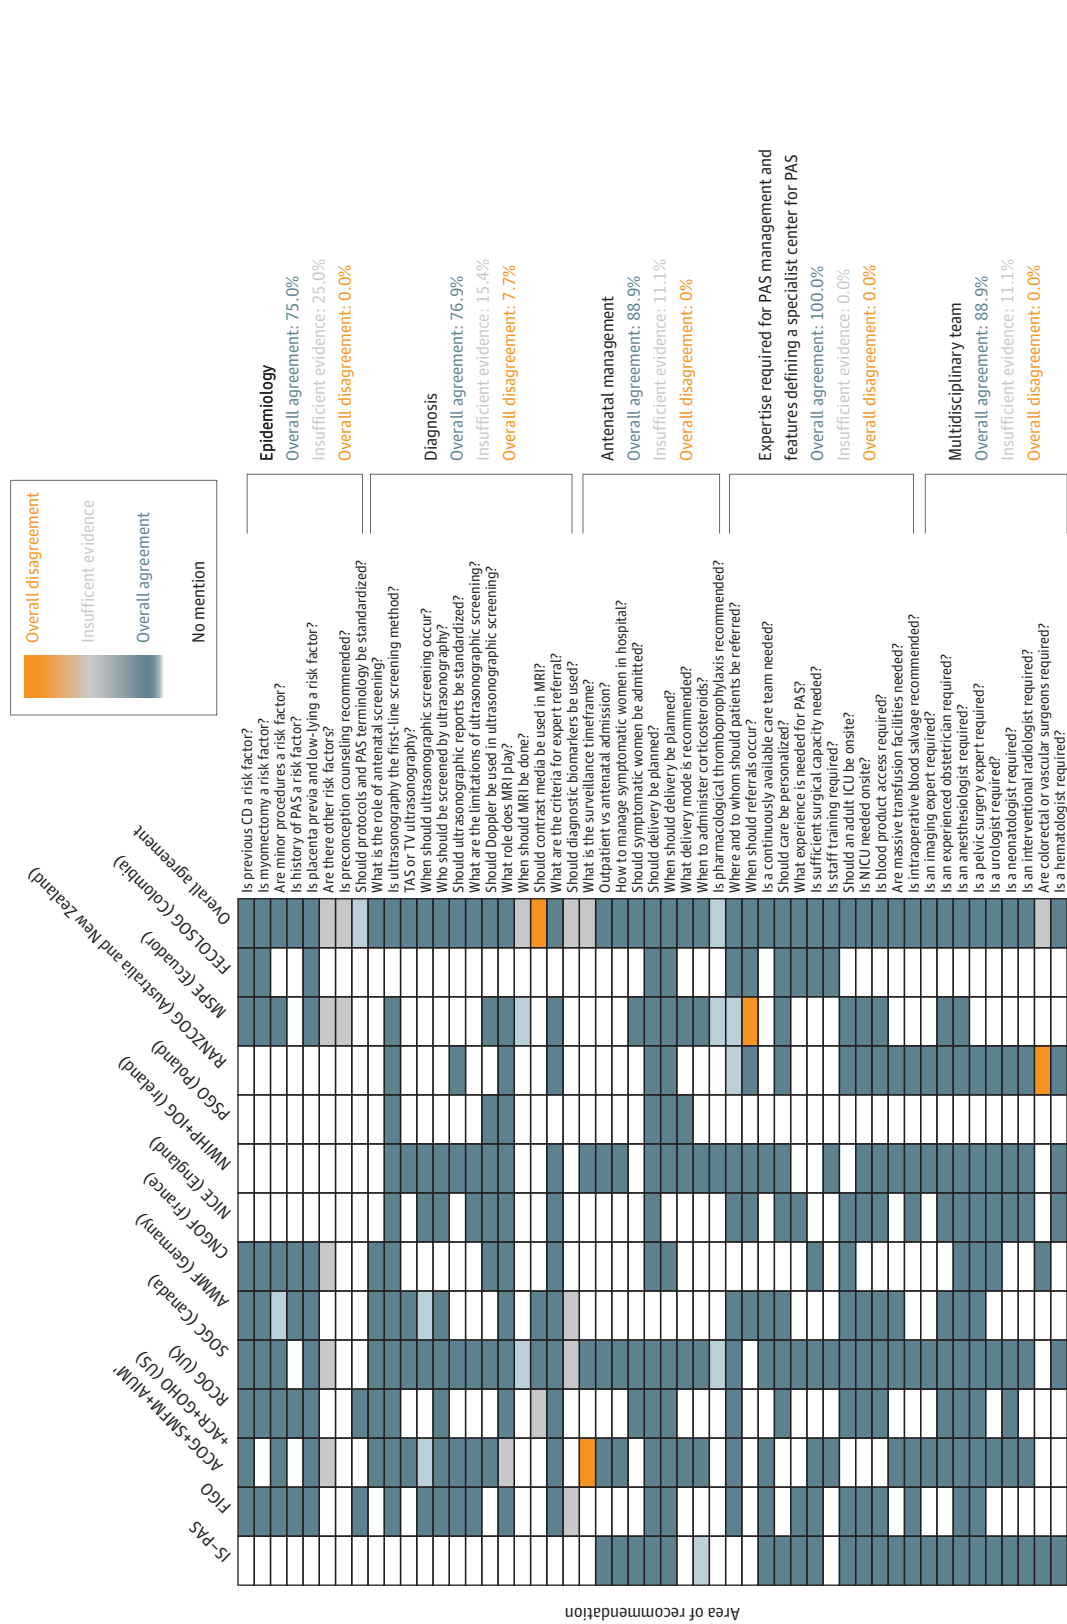 Overall disagreement
Insufficent evidence
Overall agreement
No mention
Overall agreement
FECOLSOG (Colombia)
MSPE (Ecuador)
RANZCOG (Australia and New Zealand)
PSGO (Poland)
NWIHP+IOG (Ireland)
NICE (England)
CNGOF (France)
AWMF (Germany)
SOGC (Canada)
RCOG (UK)
ACOG+SMFM+AIUM'
+ACR+GOHO (US)
FIGO
IS-PAS
Area of recommendation
Is previous CD a risk factor?
Is myomectomy a risk factor?
Are minor procedures a risk factor?
Is history of PAS a risk factor?
Is placenta previa and low-lying a risk factor?
Are there other risk factors?
Is preconception counseling recommended?
Should protocols and PAS terminology be standardized?
What is the role of antenatal screening?
Is ultrasonography the first-line screening method?
TAS or TV ultrasonography?
When should ultrasonographic screening occur?
Who should be screened by ultrasonography?
Should ultrasonographic reports be standardized?
What are the limitations of ultrasonographic screening?
Should Doppler be used in ultrasonographic screening?
What role does MRI play?
When should MRI be done?
Should contrast media be used in MRI?
What are the criteria for expert referral?
Should diagnostic biomarkers be used?
What is the surveillance timeframe?
Outpatient vs antenatal admission?
How to manage symptomatic women in hospital?
Should symptomatic women be admitted?
Should delivery be planned?
When should delivery be planned?
What delivery mode is recommended?
When to administer corticosteroids?
Is pharmacological thromboprophylaxis recommended?
Where and to whom should patients be referred?
When should referrals occur?
Is a continuously available care team needed?
Should care be personalized?
What experience is needed for PAS?
Is sufficient surgical capacity needed?
Is staff training required?
Should an adult ICU be onsite?
Is NICU needed onsite?
Is blood product access required?
Are massive transfusion facilities needed?
Is intraoperative blood salvage recommended?
Is an imaging expert required?
Is an experienced obstetrician required?
Is an anesthesiologist required?
Is a pelvic surgery expert required?
Is a urologist required?
Is a neonatologist required?
Is an interventional radiologist required?
Are colorectal or vascular surgeons required?
Is a hematologist required?
Epidemiology
Overall agreement: 75.0%
Insufficient evidence: 25.0%
Overall disagreement: 0.0%
Diagnosis
Overall agreement: 76.9%
Insufficient evidence: 15.4%
Overall disagreement: 7.7%
Antenatal management
Overall agreement: 88.9%
Insufficient evidence: 11.1%
Overall disagreement: 0%
Expertise required for PAS management and
features defining a specialist center for PAS
Overall agreement: 100.0%
Insufficient evidence: 0.0%
Overall disagreement: 0.0%
Multidisciplinary team
Overall agreement: 88.9%
Insufficient evidence: 11.1%
Overall disagreement: 0.0%